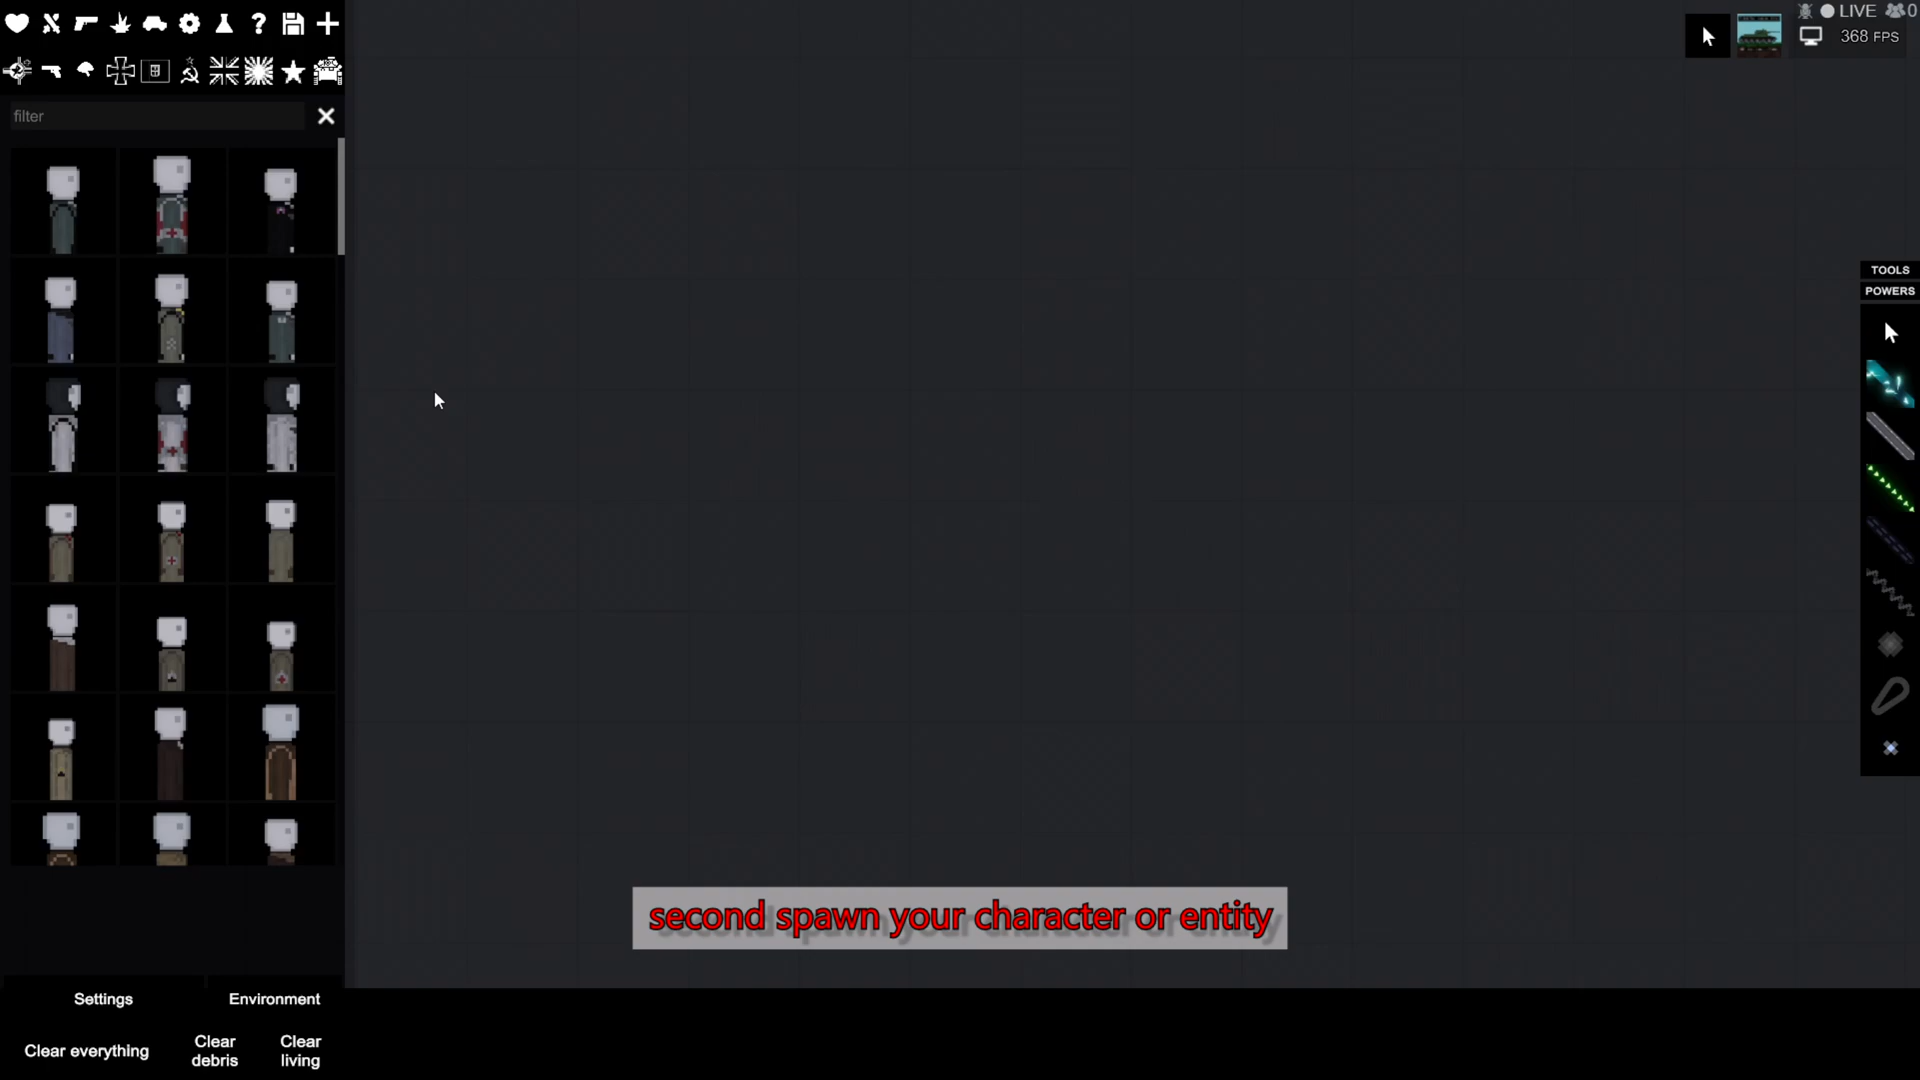 LIVE 0
368 FPS
filter
TOOLS
POWERS
second spawn your character or entity
Settings
Environment
Clear everything
Clear
debris
Clear
living